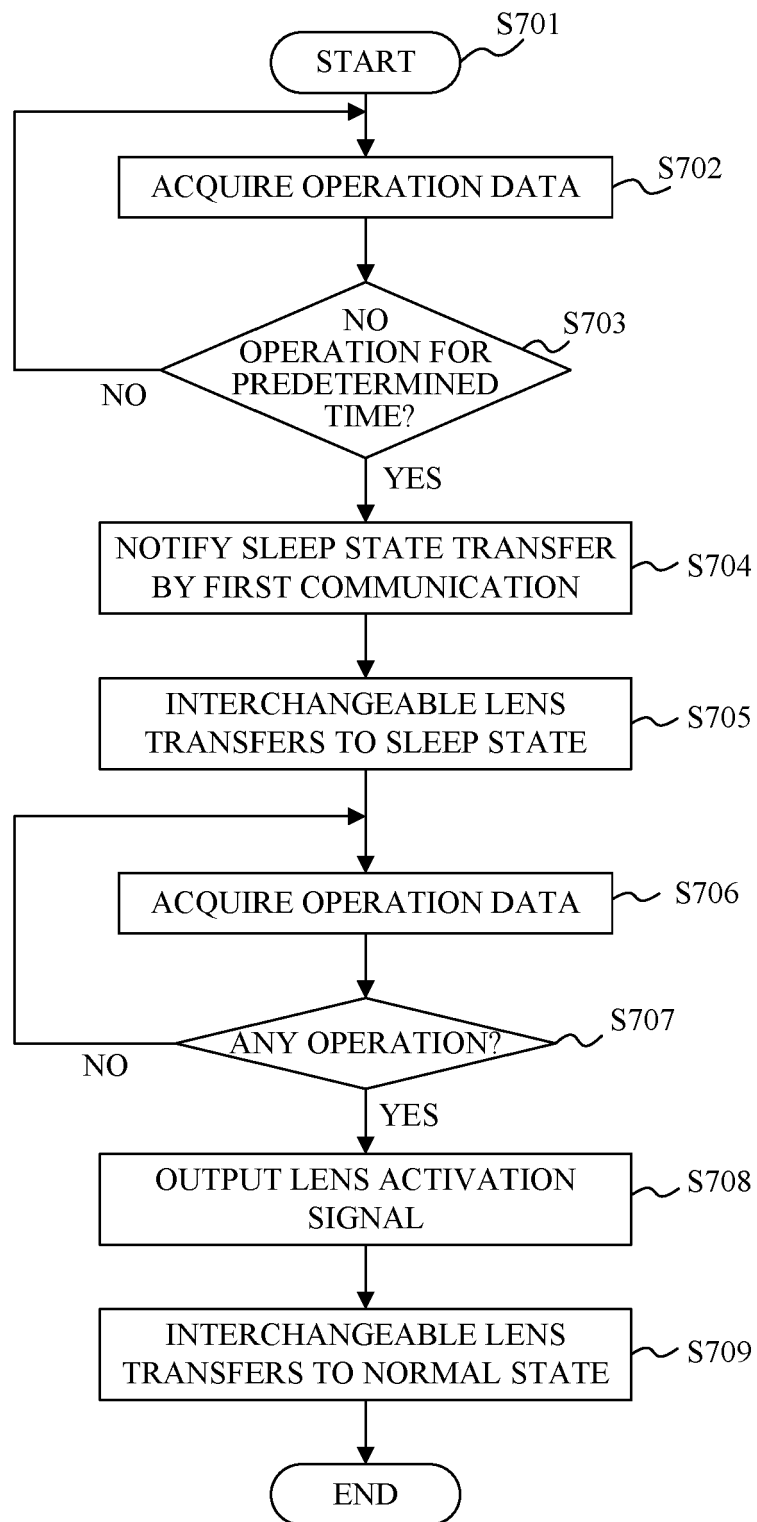 S701
START
S702
ACQUIRE OPERATION DATA
S703
NO
OPERATION FOR
PREDETERMINED
TIME?
NO
YES
NOTIFY SLEEP STATE TRANSFER
BY FIRST COMMUNICATION
S704
INTERCHANGEABLE LENS
TRANSFERS TO SLEEP STATE
S705
ACQUIRE OPERATION DATA
S706
ANY OPERATION?
S707
NO
YES
OUTPUT LENS ACTIVATION
SIGNAL
S708
INTERCHANGEABLE LENS
TRANSFERS TO NORMAL STATE
S709
END